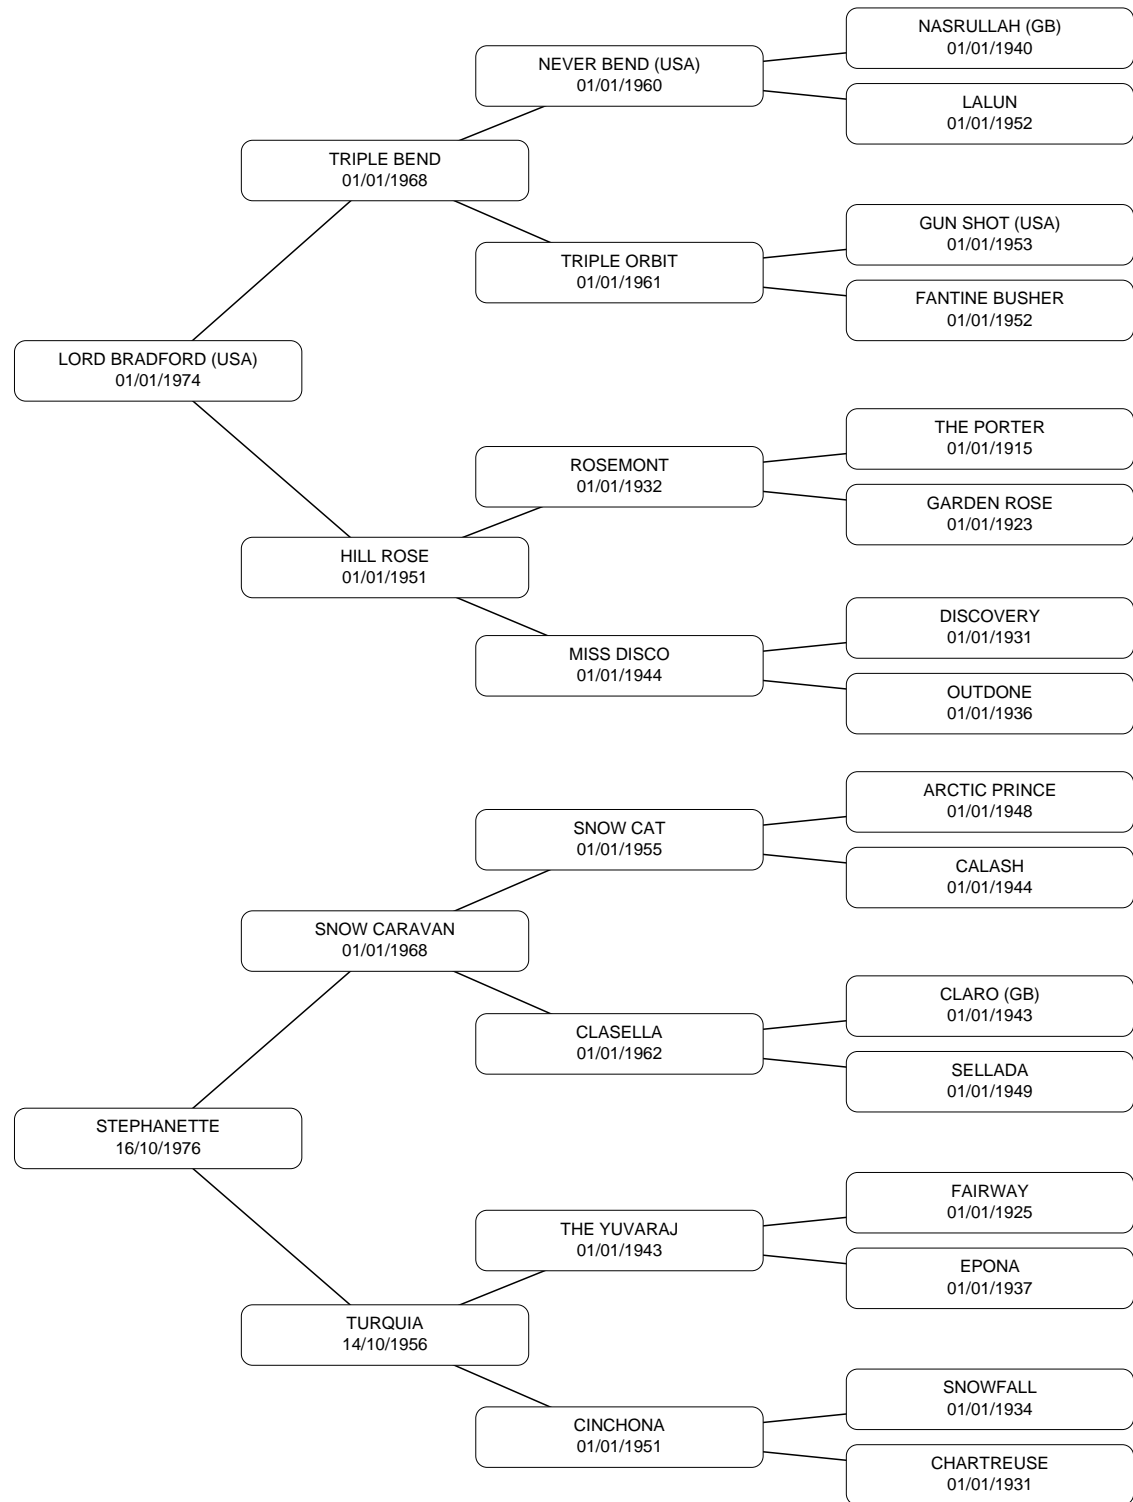 NASRULLAH (GB)
01/01/1940
NEVER BEND (USA)
01/01/1960
LALUN
01/01/1952
TRIPLE BEND
01/01/1968
GUN SHOT (USA)
01/01/1953
TRIPLE ORBIT
01/01/1961
FANTINE BUSHER
01/01/1952
LORD BRADFORD (USA)
01/01/1974
THE PORTER
01/01/1915
ROSEMONT
01/01/1932
GARDEN ROSE
01/01/1923
HILL ROSE
01/01/1951
DISCOVERY
01/01/1931
MISS DISCO
01/01/1944
OUTDONE
01/01/1936
ARCTIC PRINCE
01/01/1948
SNOW CAT
01/01/1955
CALASH
01/01/1944
SNOW CARAVAN
01/01/1968
CLARO (GB)
01/01/1943
CLASELLA
01/01/1962
SELLADA
01/01/1949
STEPHANETTE
16/10/1976
FAIRWAY
01/01/1925
THE YUVARAJ
01/01/1943
EPONA
01/01/1937
TURQUIA
14/10/1956
SNOWFALL
01/01/1934
CINCHONA
01/01/1951
CHARTREUSE
01/01/1931